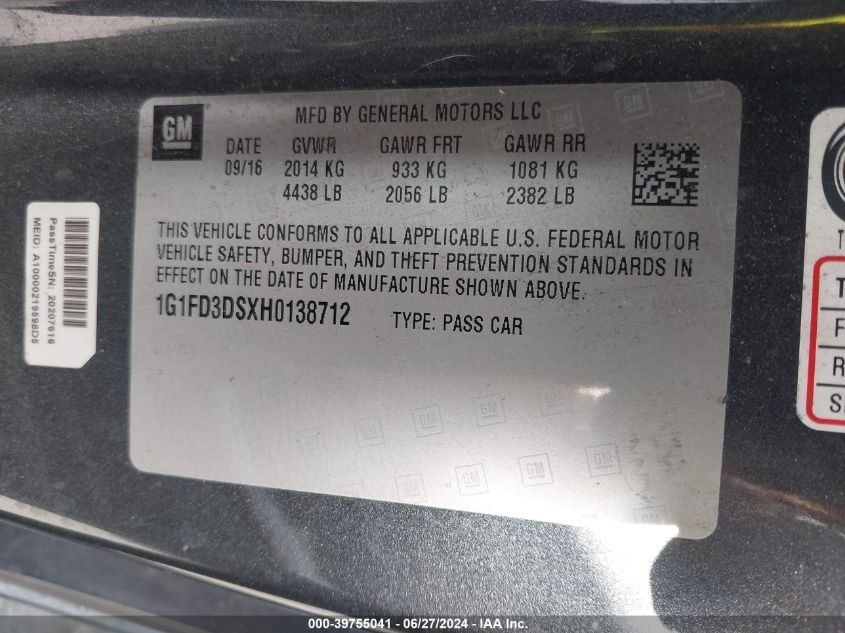 GM
MFD BY GENERAL MOTORS LLC
DATE GVWR GAWR FRT GAWR RR
09/16 2014 KG 933 KG 1081 KG
4438 LB 2056 LB 2382 LB
THIS VEHICLE CONFORMS TO ALL APPLICABLE U.S. FEDERAL MOTOR
VEHICLE SAFETY, BUMPER, AND THEFT PREVENTION STANDARDS IN
EFFECT ON THE DATE OF MANUFACTURE SHOWN ABOVE.
1G1FD3DSXH0138712 TYPE: PASS CAR
PassTimeSN: 20207616
MEID: A10000219598D5
T
T
F
R
S
000-39755041 - 06/27/2024 - IAA Inc.